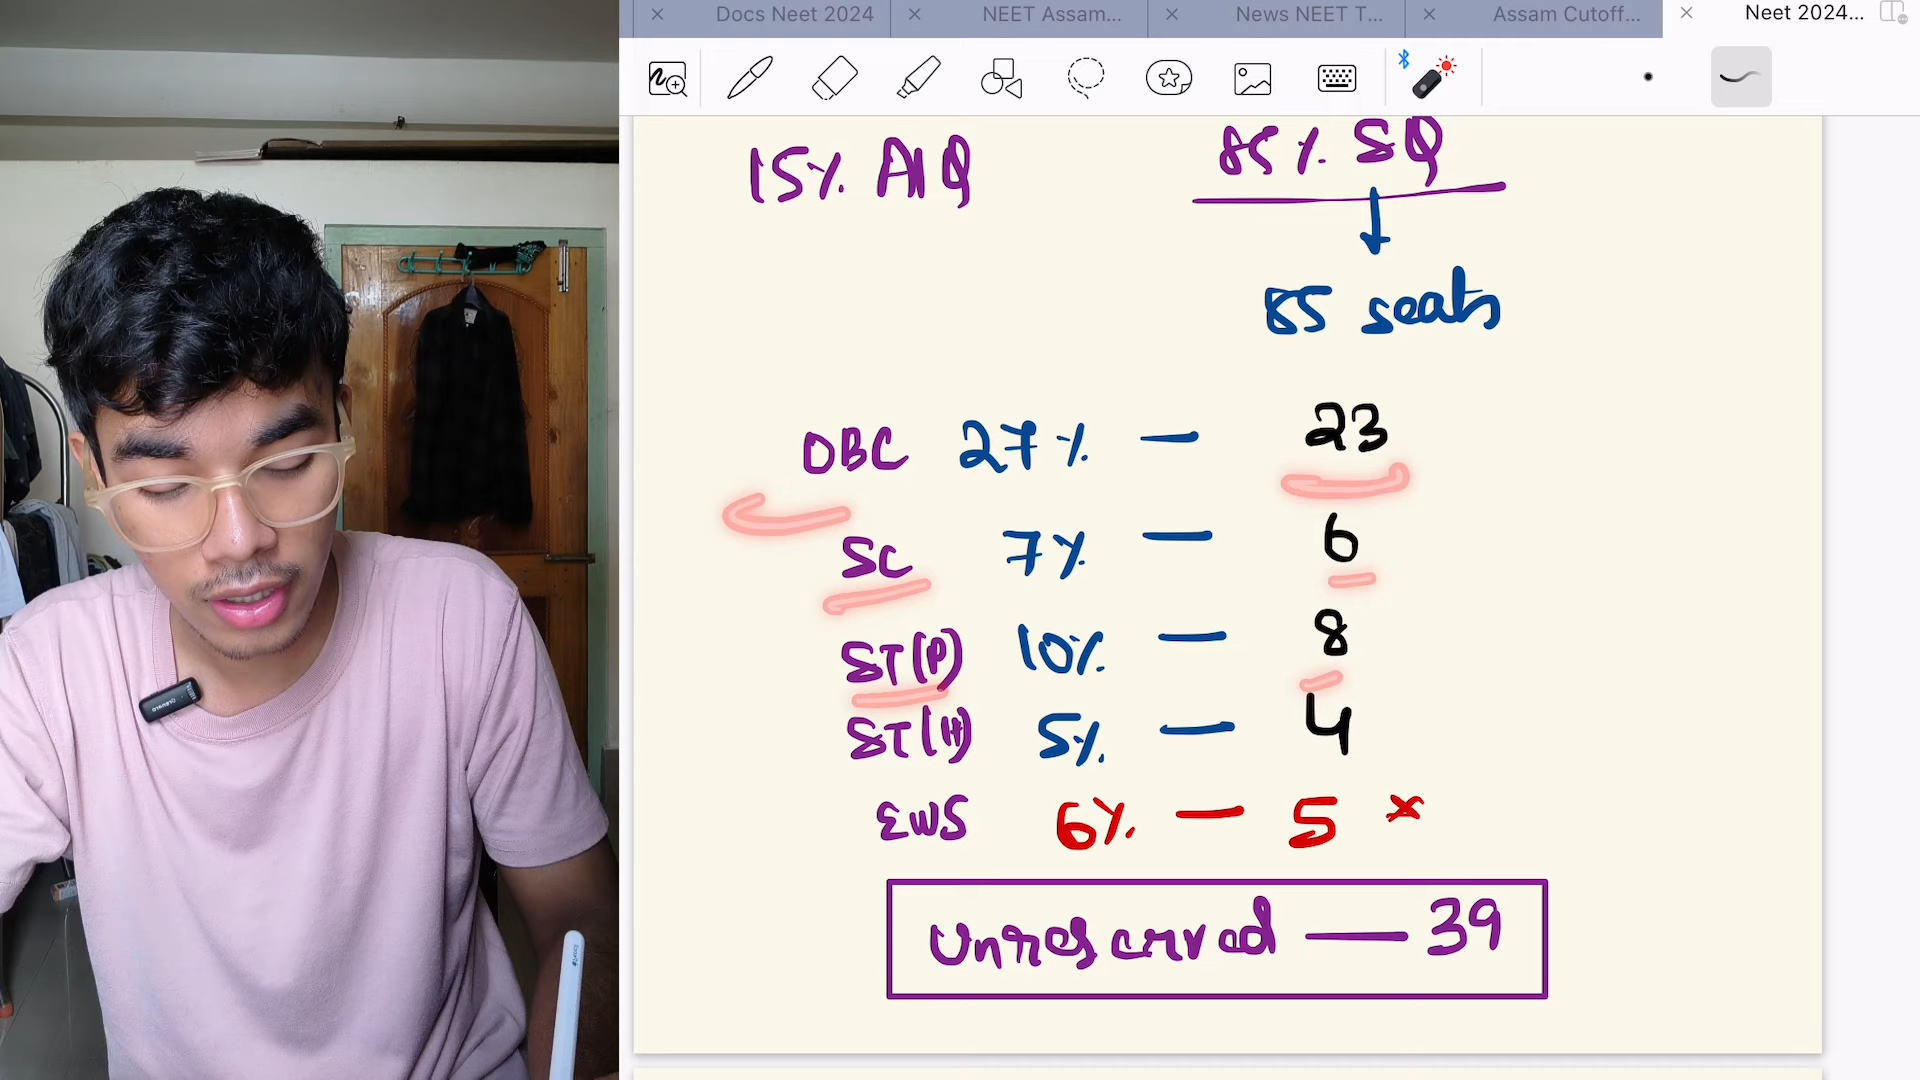 Docs Neet 2024
NEET Assam...
News NEET T...
Assam Cutoff...
Neet 2024...
15% AIQ
85% SQ
85 seats
OBC 27% — 23
SC 7% — 6
ST(P) 10% — 8
ST(H) 5% — 4
EWS 6% — 5 *
Unreserved — 39